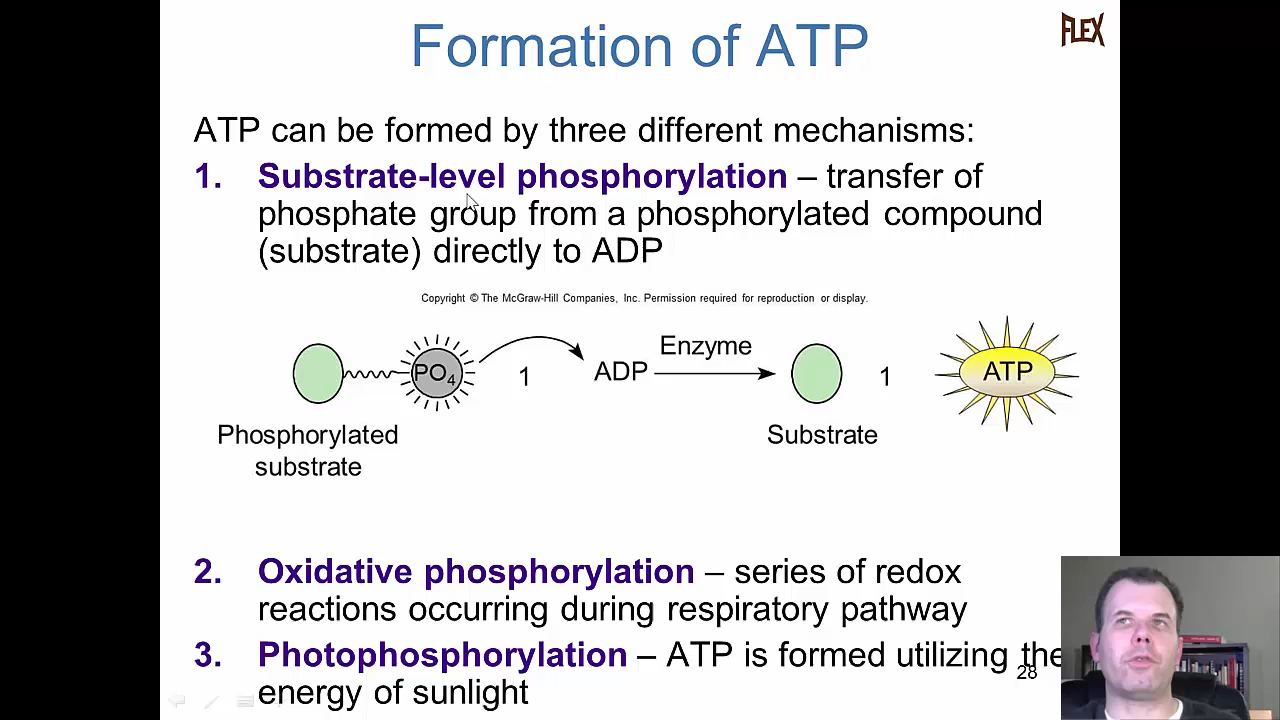 Formation of ATP
FLEX
ATP can be formed by three different mechanisms:
1. Substrate-level phosphorylation – transfer of
phosphate group from a phosphorylated compound
(substrate) directly to ADP
Copyright © The McGraw-Hill Companies, Inc. Permission required for reproduction or display.
PO4 1 ADP Enzyme 1 ATP
Phosphorylated
substrate
Substrate
2. Oxidative phosphorylation – series of redox
reactions occurring during respiratory pathway
3. Photophosphorylation – ATP is formed utilizing the
energy of sunlight
28